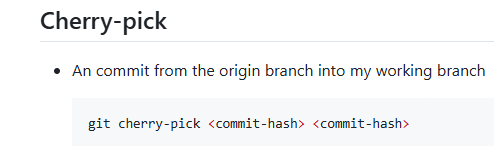 Cherry-pick
An commit from the origin branch into my working branch
git cherry-pick <commit-hash> <commit-hash>